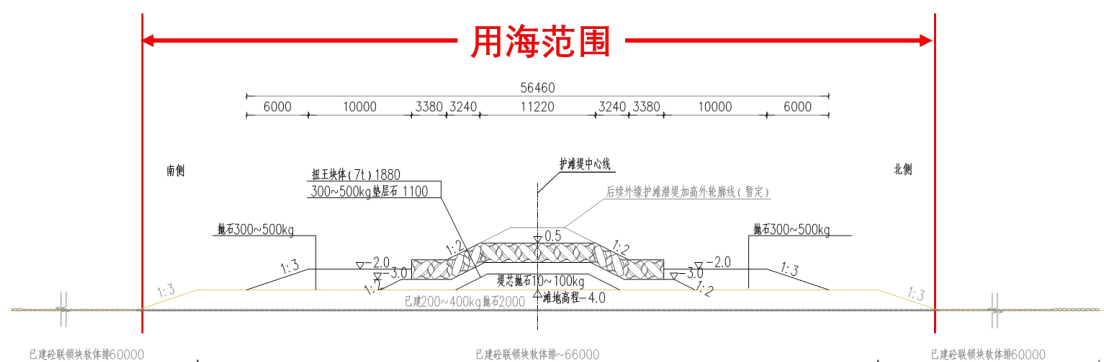 用海范围
56460
6000 10000 3380 3240 11220 3240 3380 10000 6000
南侧
护滩堤中心线
北侧
扭王块体(7t)1880
300~500kg垫层石 1100
后续外缘护滩潜堤加高外轮廓线(暂定)
抛石300~500kg
抛石300~500kg
1:2 0.5 1:2
1:3 -2.0 -2.0 1:3
-3.0 -3.0
1:3 1:2 堤芯抛石10~100kg 1:2 1:3
已建200~400kg抛石2000 滩地高程-4.0
已建砼联锁块软体排60000 已建砼联锁块软体排~66000 已建砼联锁块软体排60000